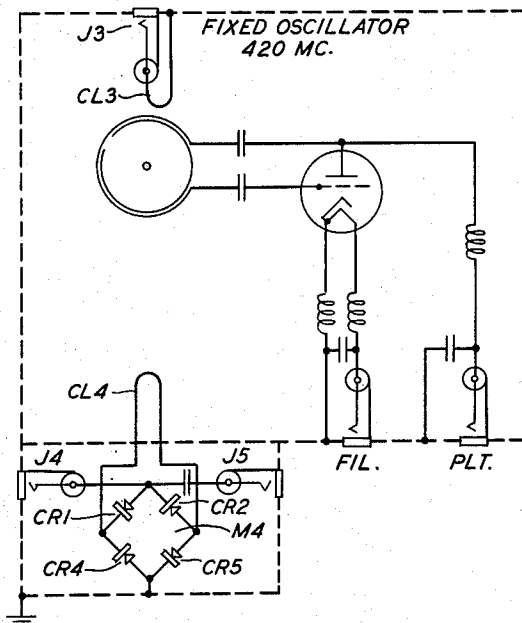 J3
FIXED OSCILLATOR
420 MC.
CL3
CL4
J4
J5
FIL.
PLT.
CR1
CR2
M4
CR4
CR5